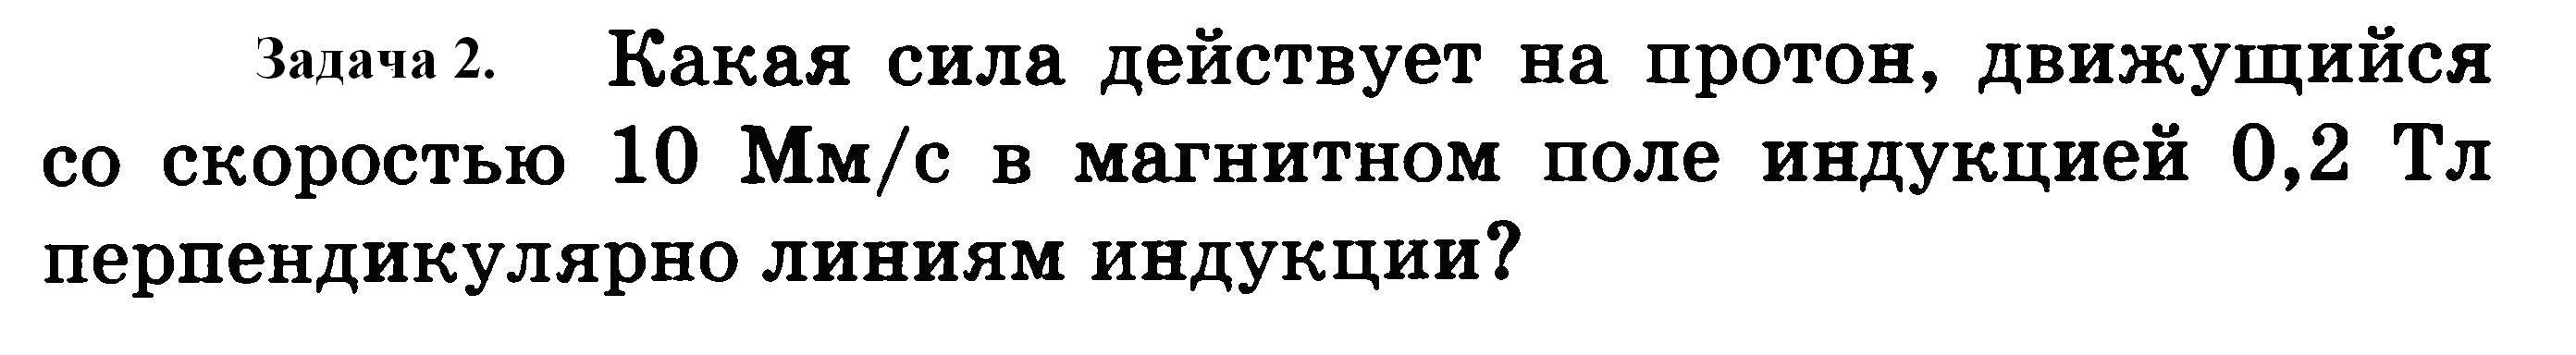 Задача 2. Какая сила действует на протон, движущийся
со скоростью 10 Мм/с в магнитном поле индукцией 0,2 Тл
перпендикулярно линиям индукции?